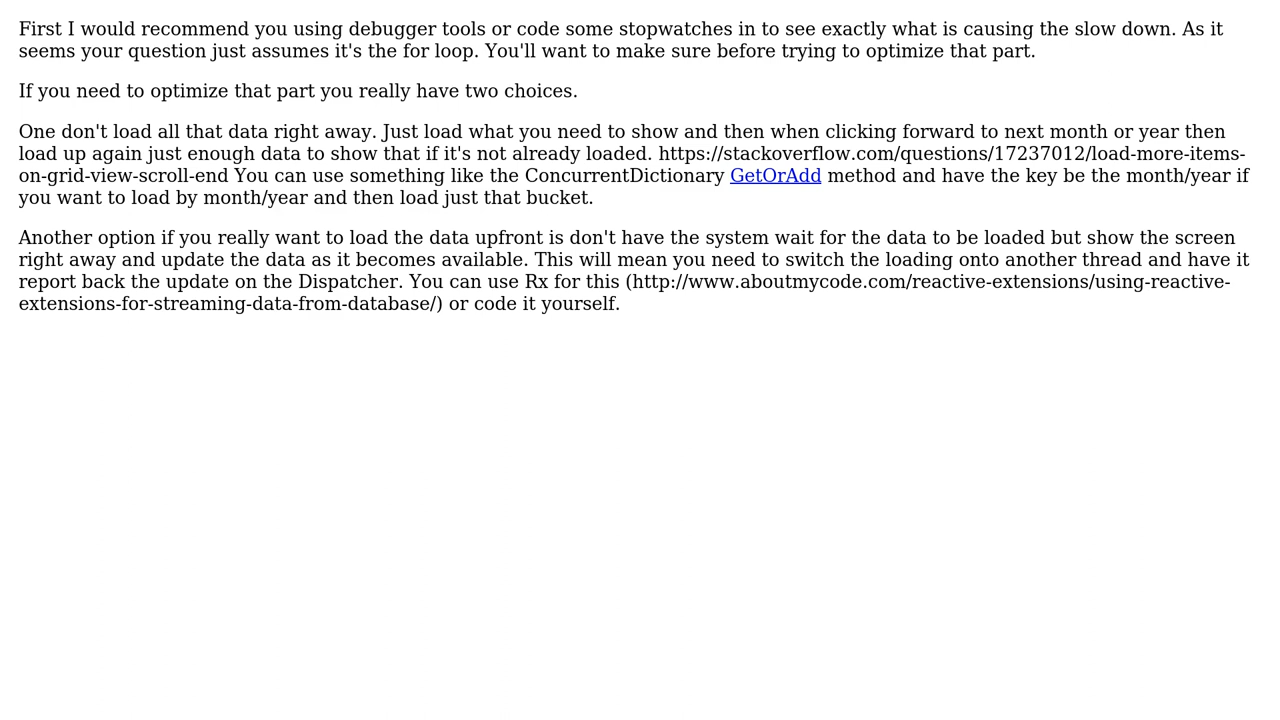 First I would recommend you using debugger tools or code some stopwatches in to see exactly what is causing the slow down. As it
seems your question just assumes it's the for loop. You'll want to make sure before trying to optimize that part.
If you need to optimize that part you really have two choices.
One don't load all that data right away. Just load what you need to show and then when clicking forward to next month or year then
load up again just enough data to show that if it's not already loaded. https://stackoverflow.com/questions/17237012/load-more-items-
on-grid-view-scroll-end You can use something like the ConcurrentDictionary GetOrAdd method and have the key be the month/year if
you want to load by month/year and then load just that bucket.
Another option if you really want to load the data upfront is don't have the system wait for the data to be loaded but show the screen
right away and update the data as it becomes available. This will mean you need to switch the loading onto another thread and have it
report back the update on the Dispatcher. You can use Rx for this (http://www.aboutmycode.com/reactive-extensions/using-reactive-
extensions-for-streaming-data-from-database/) or code it yourself.